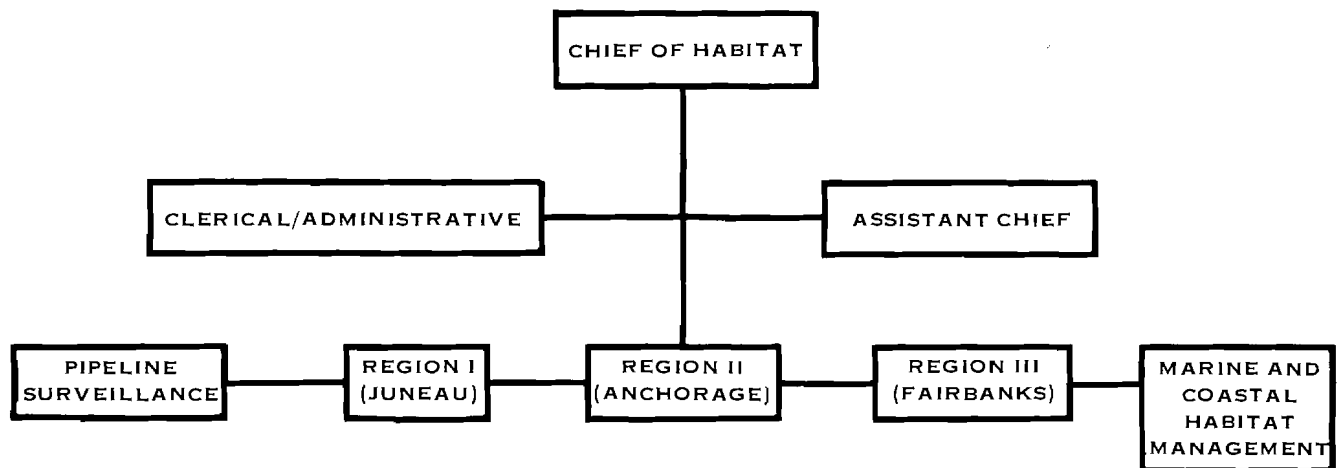 CHIEF OF HABITAT
CLERICAL/ADMINISTRATIVE
ASSISTANT CHIEF
PIPELINE
SURVEILLANCE
REGION I
(JUNEAU)
REGION II
(ANCHORAGE)
REGION III
(FAIRBANKS)
MARINE AND
COASTAL
HABITAT
MANAGEMENT